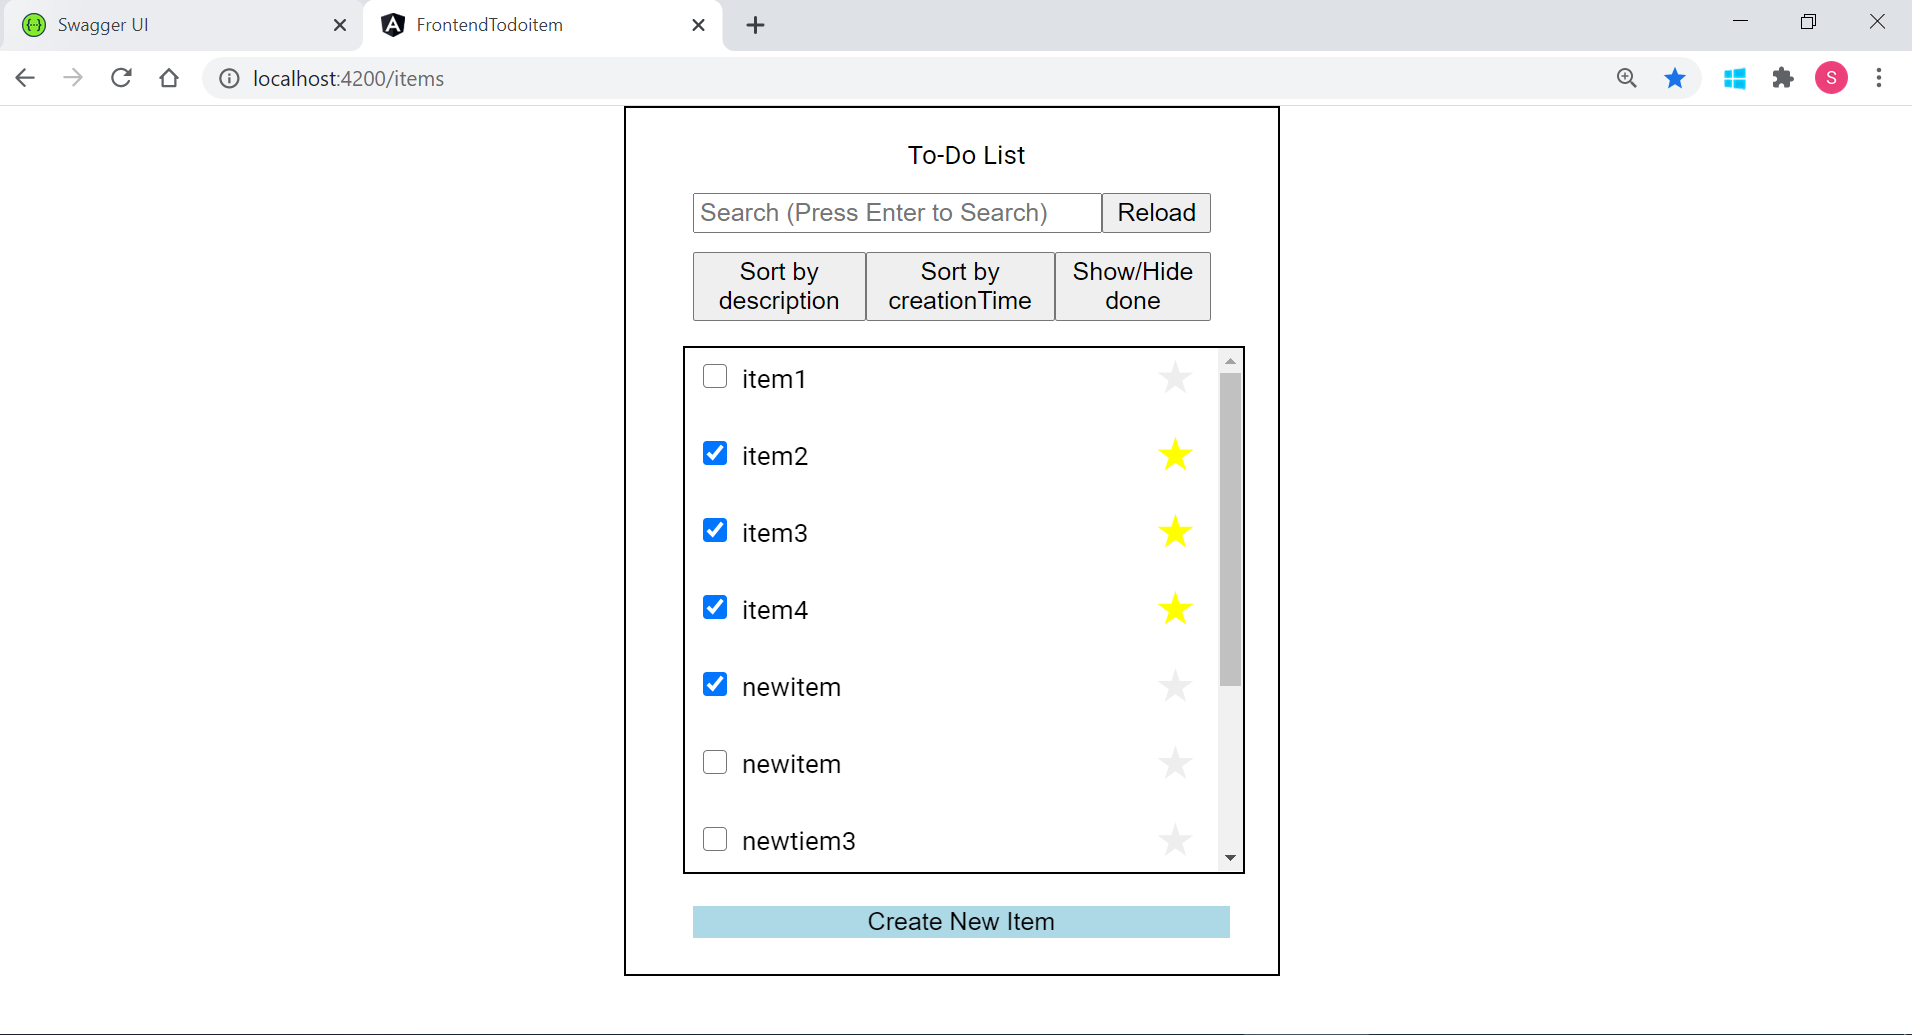 Swagger UI
FrontendTodoitem
localhost:4200/items
S
To-Do List
Search (Press Enter to Search)
Reload
Sort by
description
Sort by
creationTime
Show/Hide
done
item1
item2
item3
item4
newitem
newitem
newtiem3
Create New Item